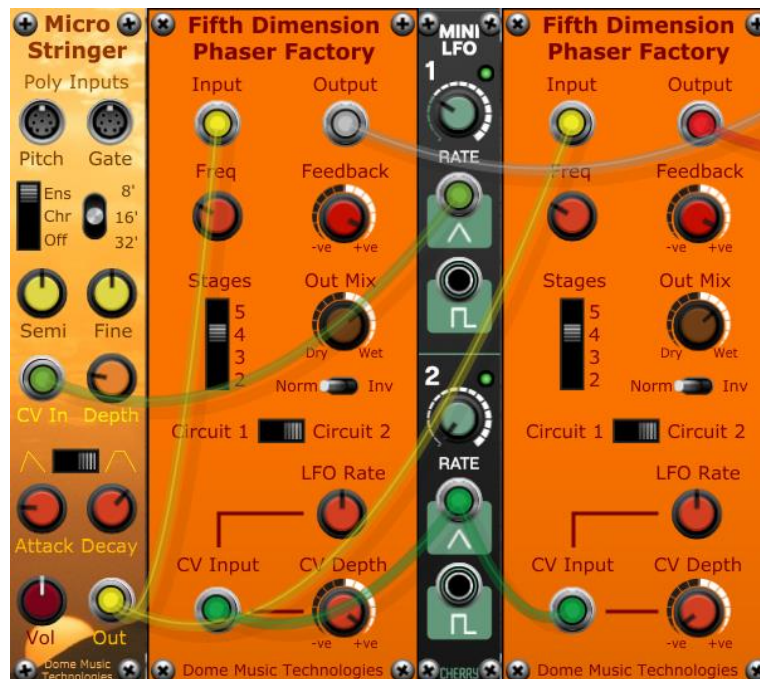 Micro
Stringer
Poly Inputs
Pitch Gate
Ens
Chr
Off
8'
16'
32'
Semi Fine
CV In Depth
Attack Decay
Vol Out
Dome Music
Technologies
Fifth Dimension
Phaser Factory
Input Output
Freq Feedback
-ve +ve
Stages Out Mix
5
4
3
2
Dry Wet
Norm Inv
Circuit 1 Circuit 2
LFO Rate
CV Input CV Depth
-ve +ve
Dome Music Technologies
MINI
LFO
1
RATE
2
RATE
CHERRY
Fifth Dimension
Phaser Factory
Input Output
Freq Feedback
-ve +ve
Stages Out Mix
5
4
3
2
Dry Wet
Norm Inv
Circuit 1 Circuit 2
LFO Rate
CV Input CV Depth
-ve +ve
Dome Music Technologies